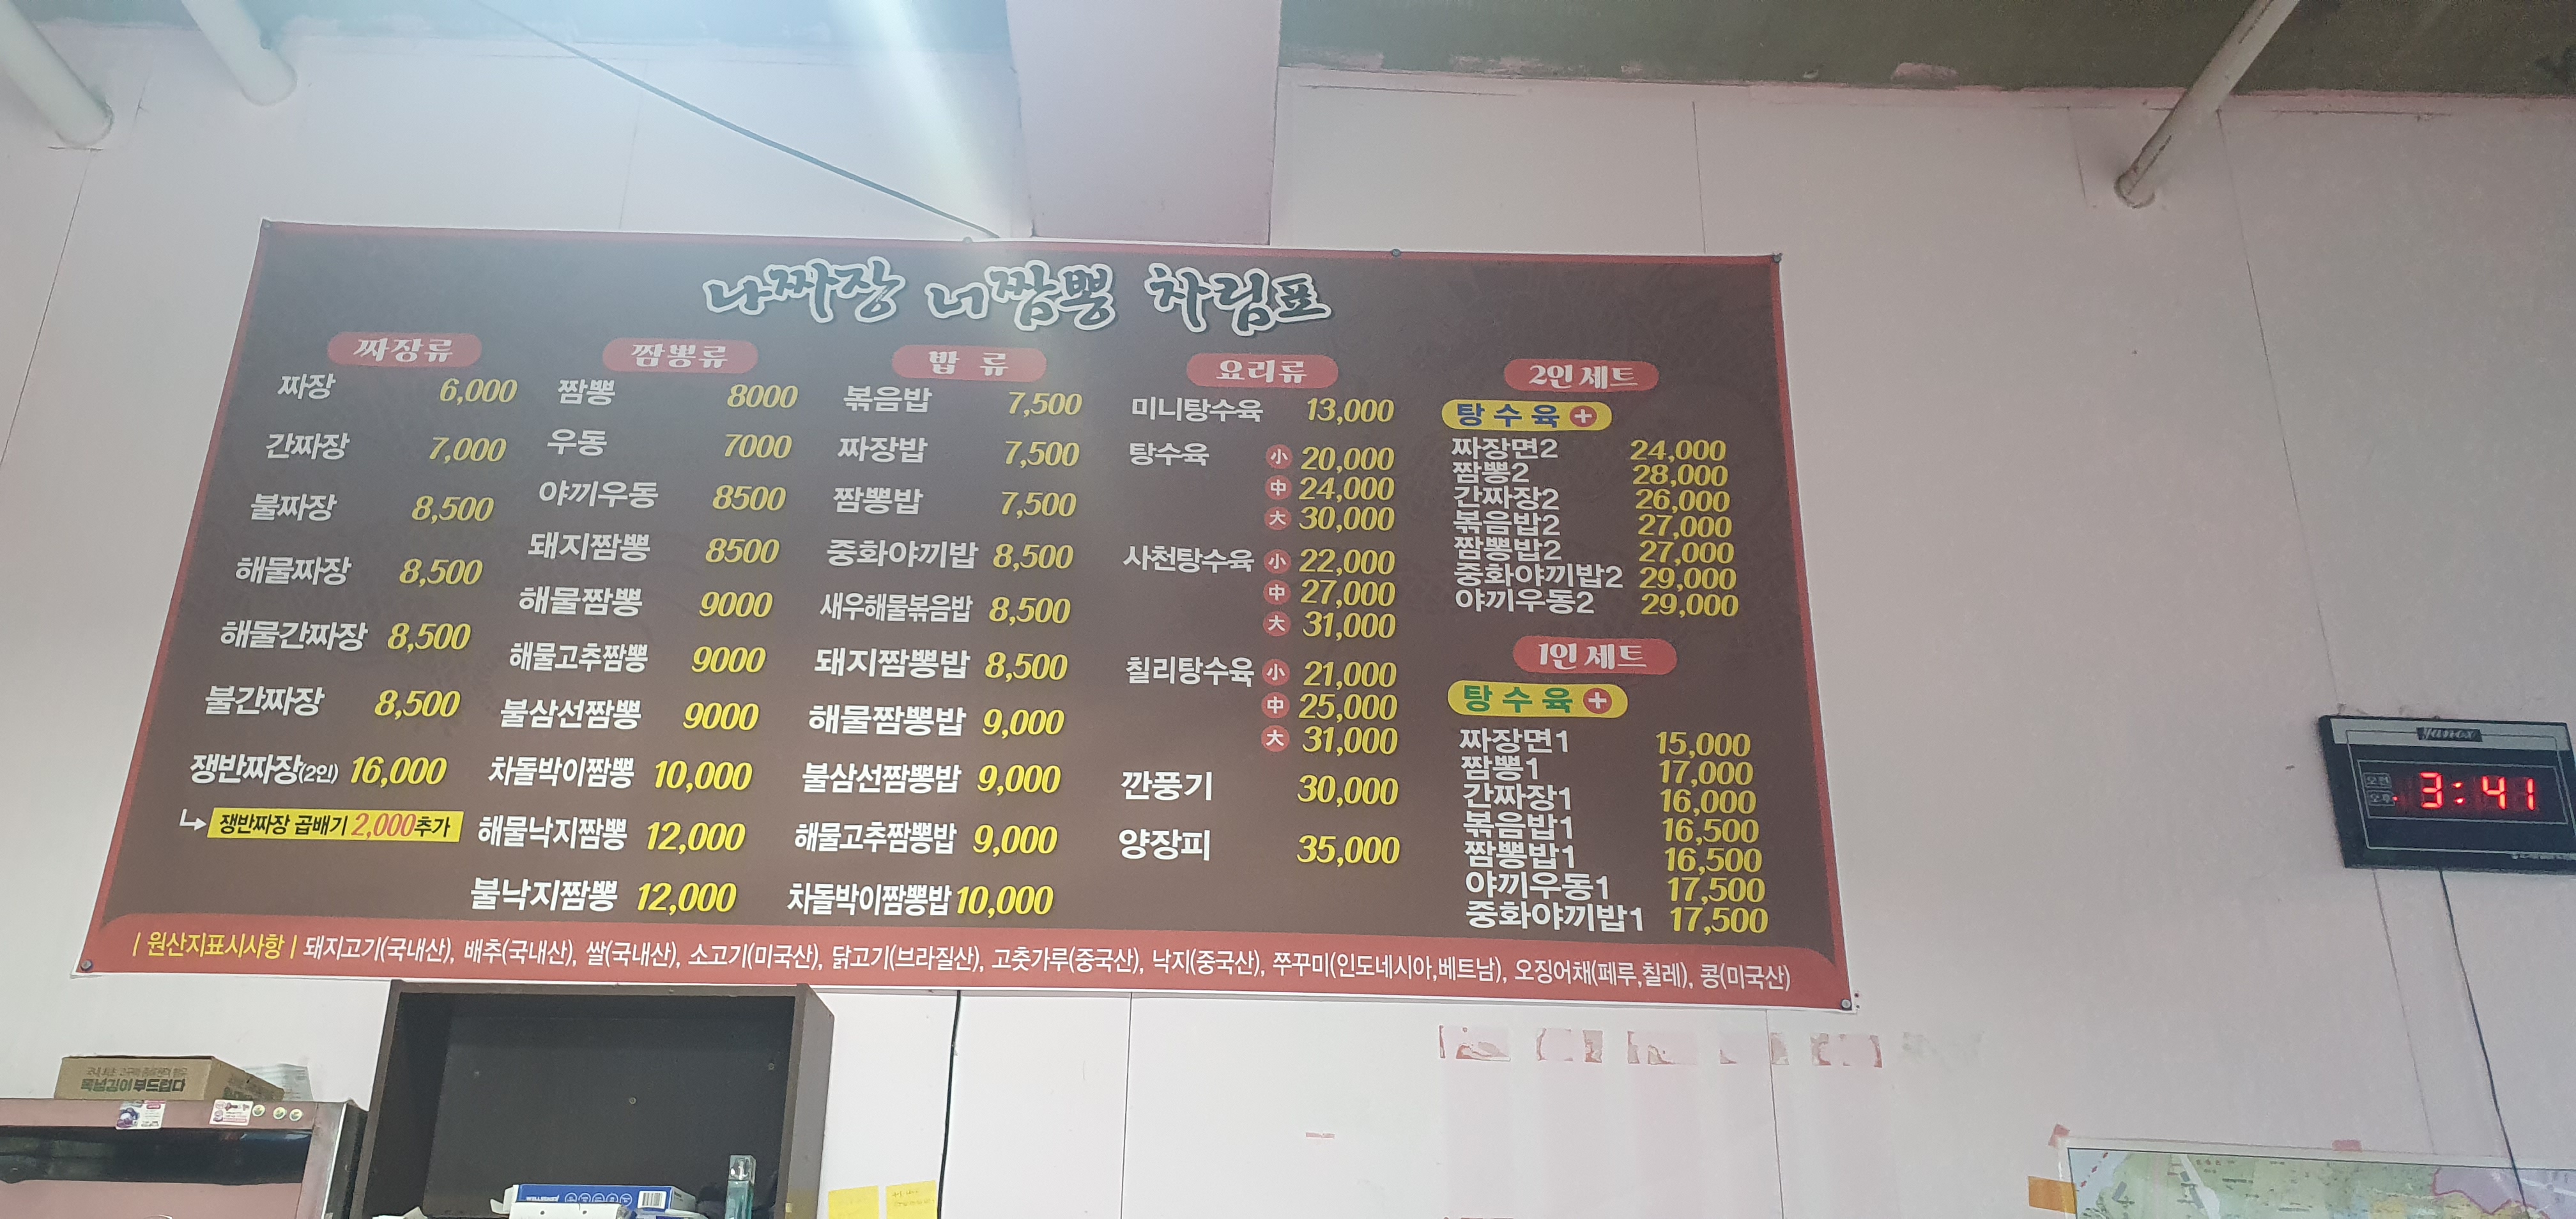 나짜장 너짬뽕 차림표
짜장류
짜장 6,000
간짜장 7,000
불짜장 8,500
해물짜장 8,500
해물간짜장 8,500
불간짜장 8,500
쟁반짜장(2인) 16,000
쟁반짜장 곱배기 2,000추가
짬뽕류
짬뽕 8000
우동 7000
야끼우동 8500
돼지짬뽕 8500
해물짬뽕 9000
해물고추짬뽕 9000
불삼선짬뽕 9000
차돌박이짬뽕 10,000
해물낙지짬뽕 12,000
불낙지짬뽕 12,000
밥 류
볶음밥 7,500
짜장밥 7,500
짬뽕밥 7,500
중화야끼밥 8,500
새우해물볶음밥 8,500
돼지짬뽕밥 8,500
해물짬뽕밥 9,000
불삼선짬뽕밥 9,000
해물고추짬뽕밥 9,000
차돌박이짬뽕밥 10,000
요리류
미니탕수육 13,000
탕수육 小 20,000
中 24,000
大 30,000
사천탕수육 小 22,000
中 27,000
大 31,000
칠리탕수육 小 21,000
中 25,000
大 31,000
깐풍기 30,000
양장피 35,000
2인 세트
탕수육 +
짜장면2 24,000
짬뽕2 28,000
간짜장2 26,000
볶음밥2 27,000
짬뽕밥2 27,000
중화야끼밥2 29,000
야끼우동2 29,000
1인 세트
탕수육 +
짜장면1 15,000
짬뽕1 17,000
간짜장1 16,000
볶음밥1 16,500
짬뽕밥1 16,500
야끼우동1 17,500
중화야끼밥1 17,500
| 원산지표시사항 | 돼지고기(국내산), 배추(국내산), 쌀(국내산), 소고기(미국산), 닭고기(브라질산), 고춧가루(중국산), 낙지(중국산), 쭈꾸미(인도네시아,베트남), 오징어채(페루,칠레), 콩(미국산)
Yanox
오전
오후
3:41
목넘김이 부드럽다